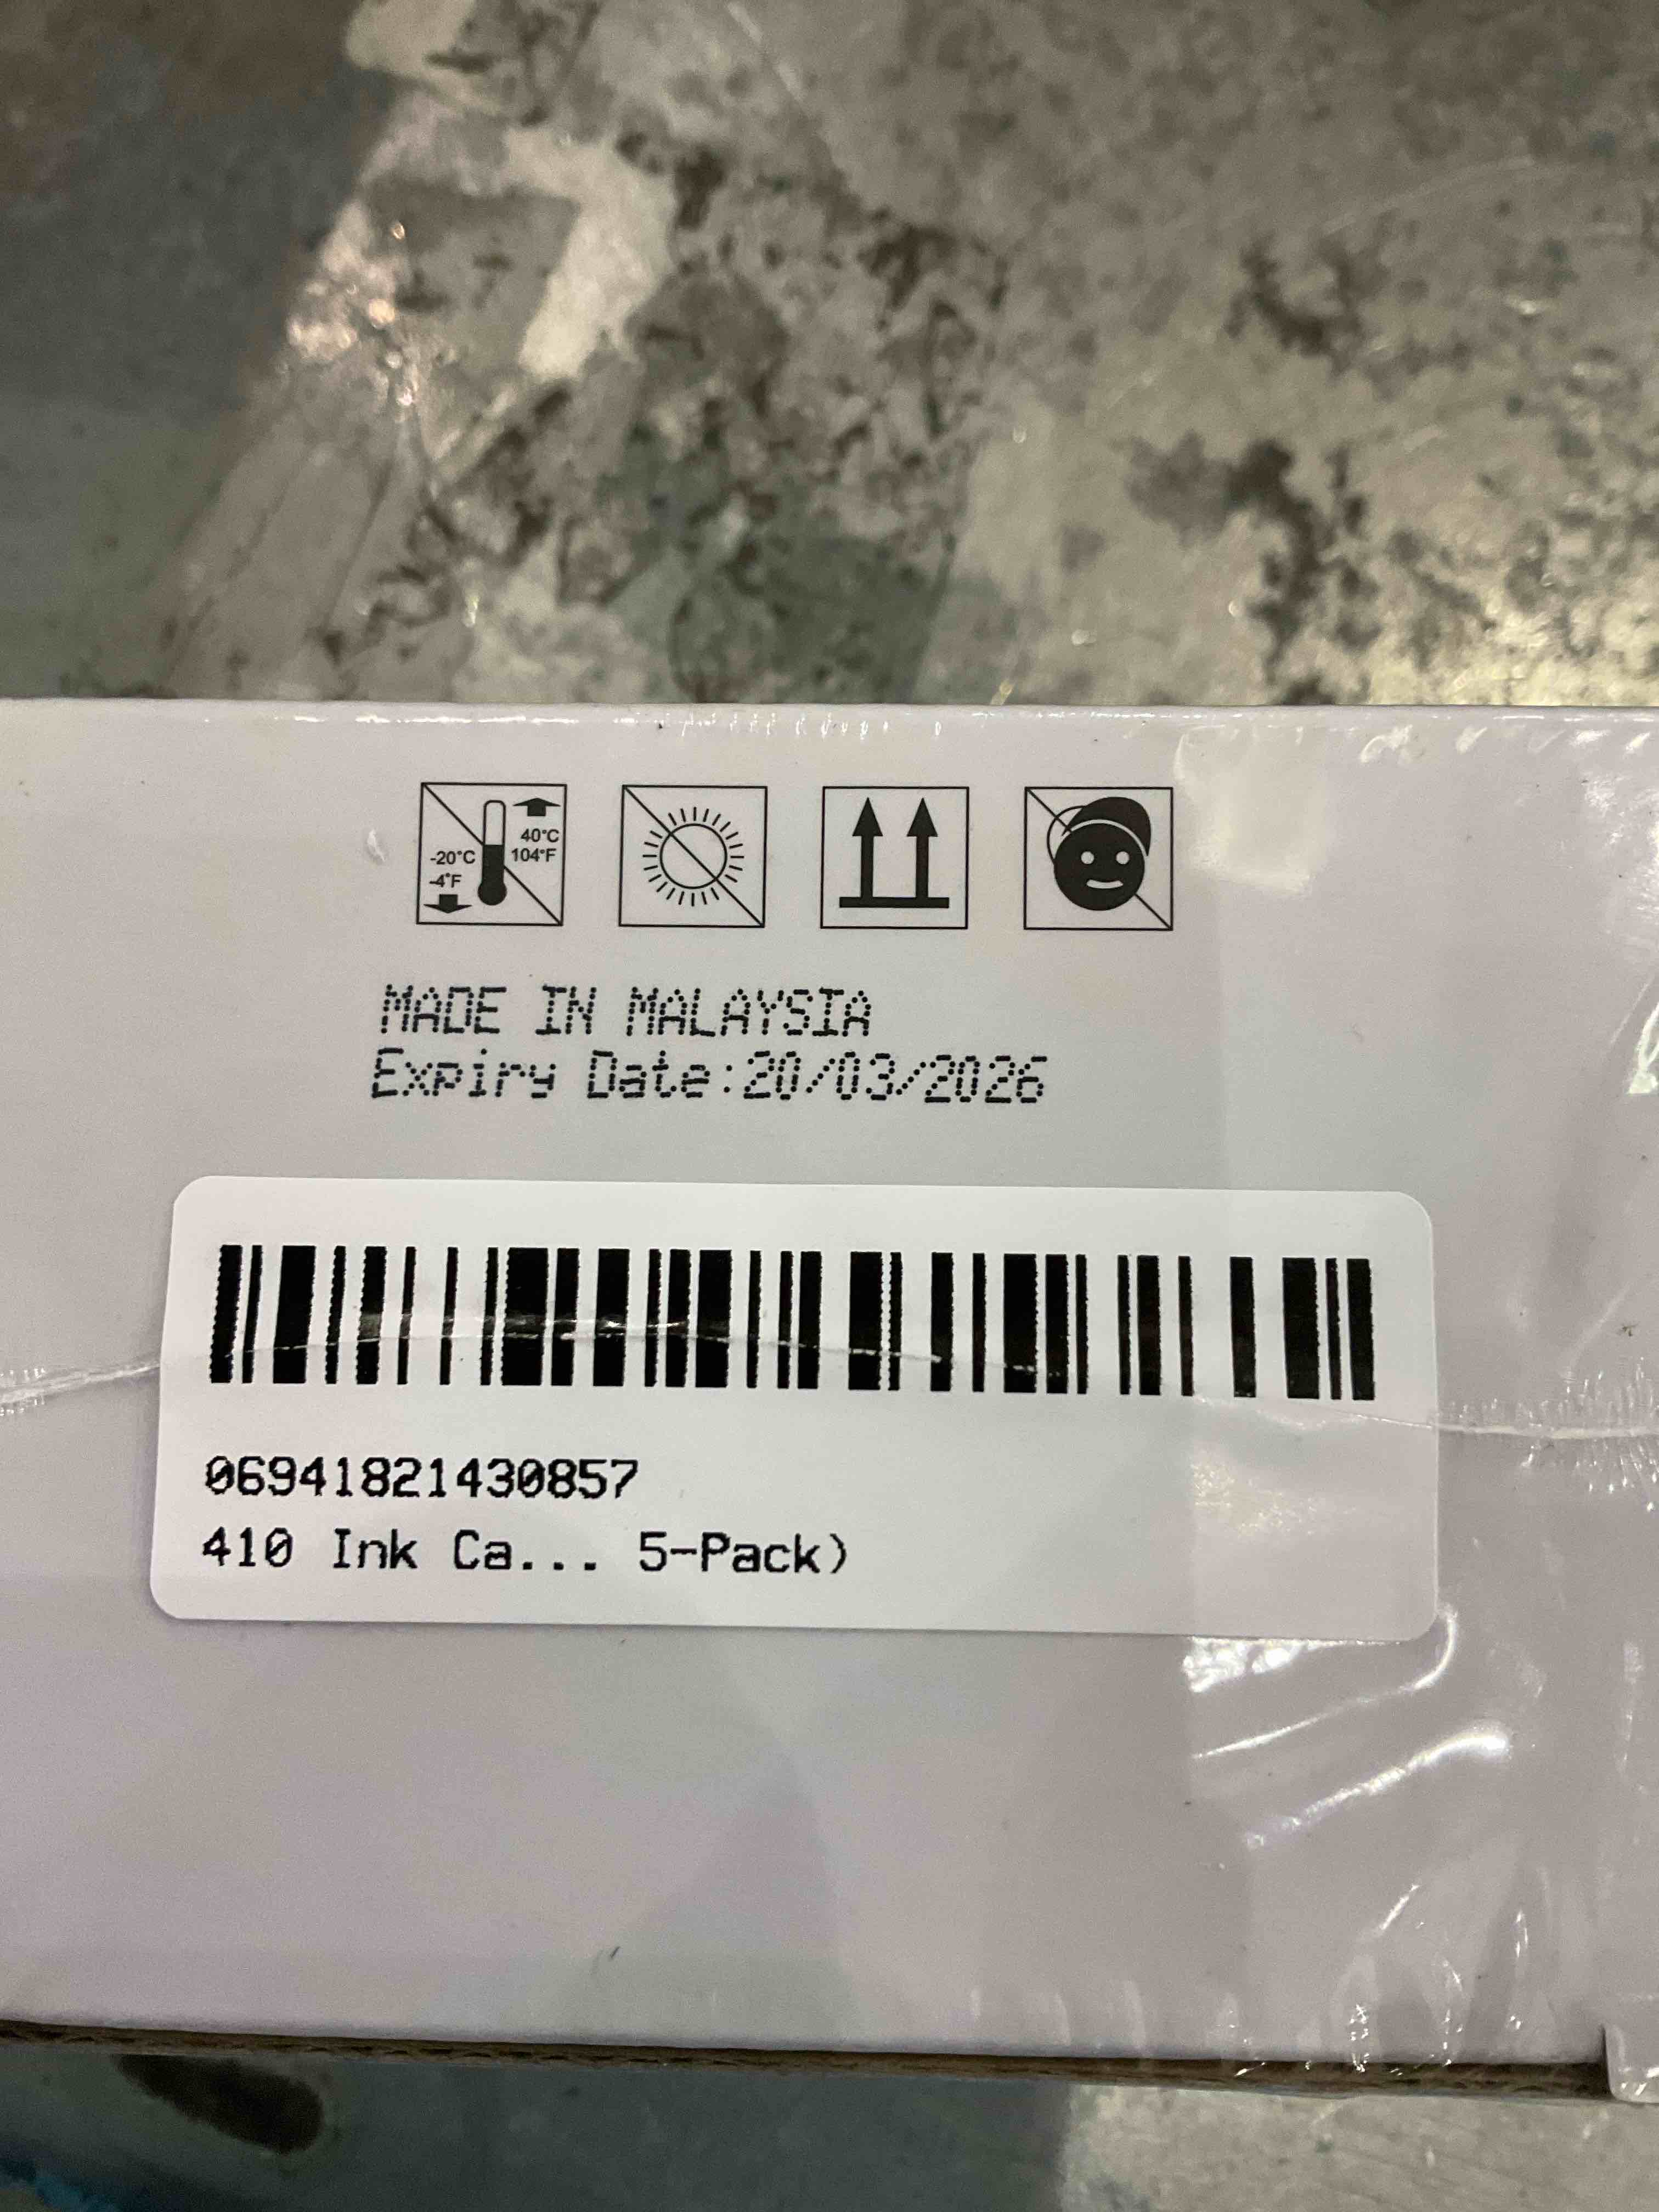 40°C
-20°C 104°F
-4°F
MADE IN MALAYSIA
Expiry Date:20/03/2026
06941821430857
410 Ink Ca... 5-Pack)